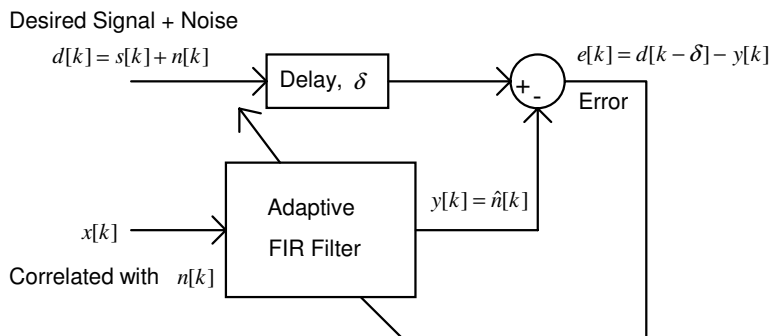 Desired Signal + Noise
d[k] = s[k] + n[k]
Delay, δ
+
-
e[k] = d[k − δ] − y[k]
Error
Adaptive
FIR Filter
y[k] = n̂[k]
x[k]
Correlated with n[k]